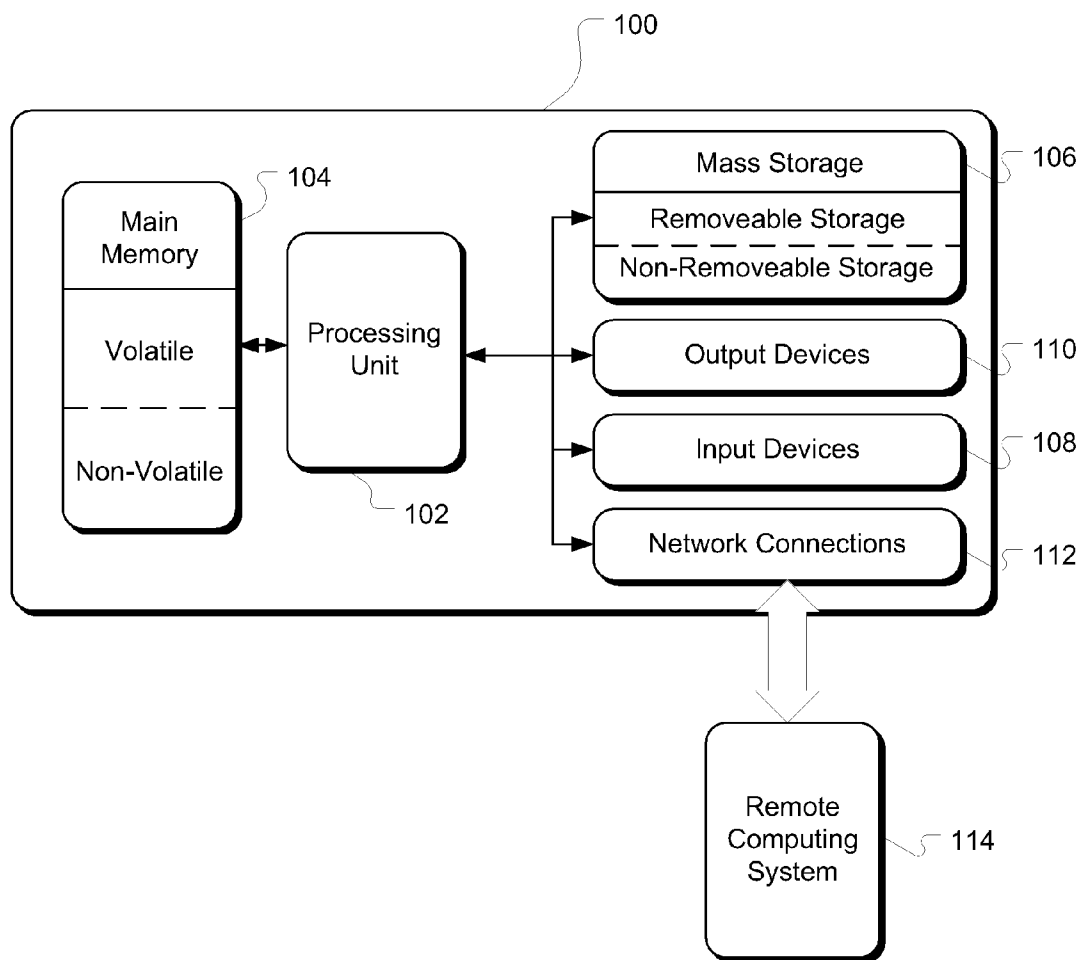 100
104
Main
Memory
Volatile
Non-Volatile
Processing
Unit
102
Mass Storage
Removeable Storage
Non-Removeable Storage
106
Output Devices
110
Input Devices
108
Network Connections
112
Remote
Computing
System
114